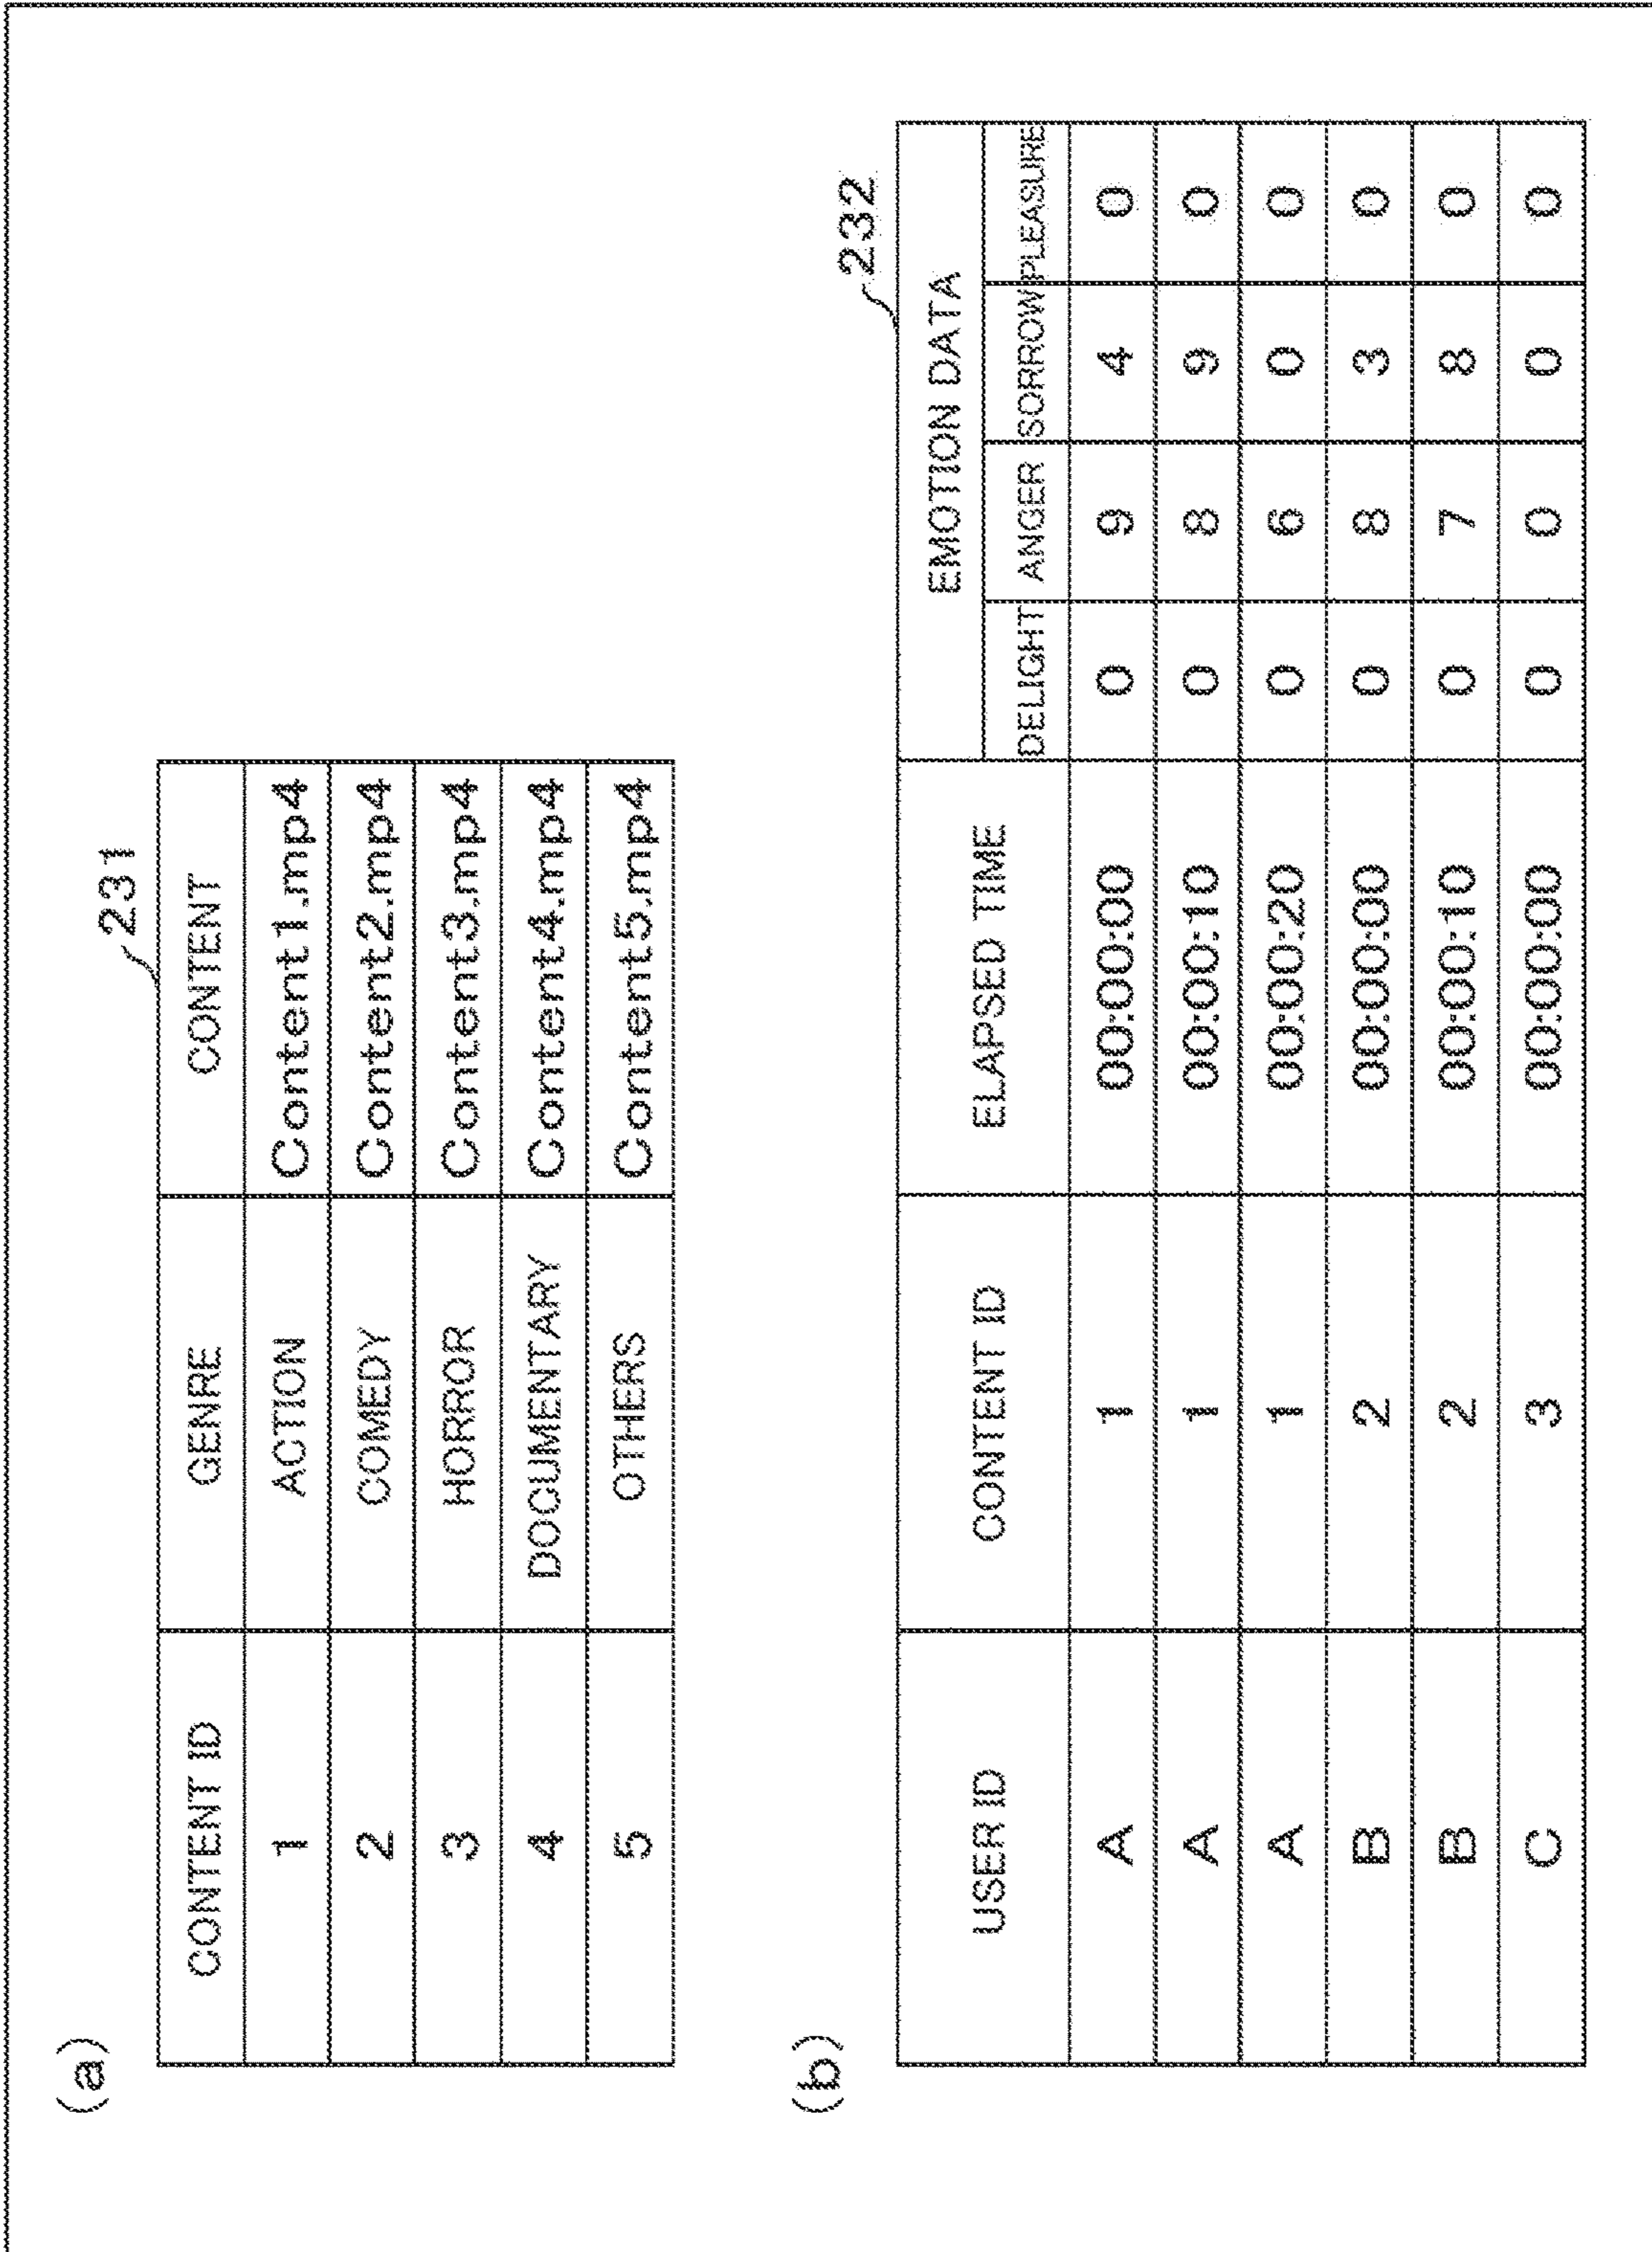 (a)
231
CONTENT ID GENRE CONTENT
1 ACTION Content1.mp4
2 COMEDY Content2.mp4
3 HORROR Content3.mp4
4 DOCUMENTARY Content4.mp4
5 OTHERS Content5.mp4
(b)
232
USER ID CONTENT ID ELAPSED TIME EMOTION DATA
DELIGHT ANGER SORROW PLEASURE
A 1 00:00:00 0 9 4 0
A 1 00:00:10 0 8 9 0
A 1 00:00:20 0 6 0 0
B 2 00:00:00 0 8 3 0
B 2 00:00:10 0 7 8 0
C 3 00:00:00 0 0 0 0